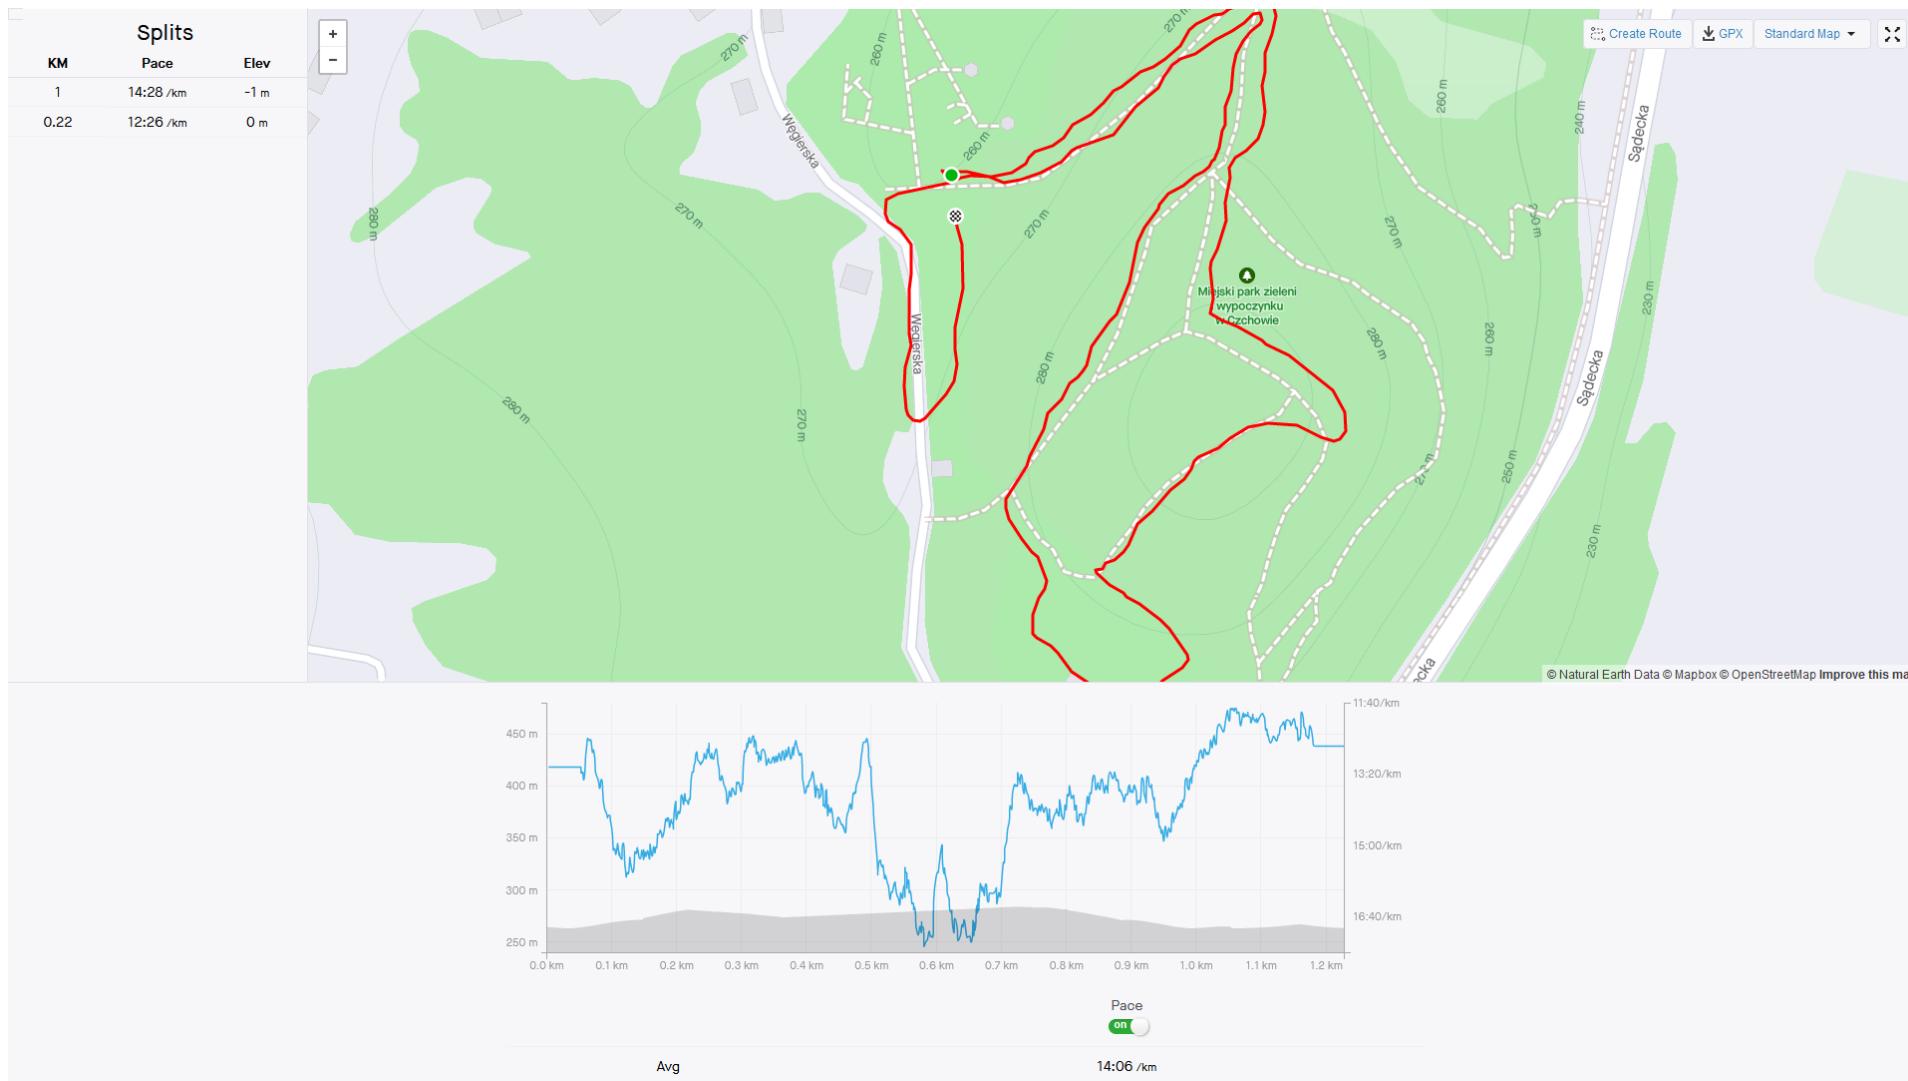 Splits
KM Pace Elev
1 14:28 /km -1 m
0.22 12:26 /km 0 m
+
−
Create Route
GPX
Standard Map
270 m
260 m
270 m
260 m
240 m
Sądecka
Węgierska
260 m
280 m
270 m
270 m
270 m
230 m
Miejski park zieleni
wypoczynku
w Czchowie
Węgierska
280 m
280 m
260 m
Sądecka
280 m
270 m
250 m
230 m
© Natural Earth Data © Mapbox © OpenStreetMap Improve this ma
450 m
400 m
350 m
300 m
250 m
11:40/km
13:20/km
15:00/km
16:40/km
0.0 km 0.1 km 0.2 km 0.3 km 0.4 km 0.5 km 0.6 km 0.7 km 0.8 km 0.9 km 1.0 km 1.1 km 1.2 km
Pace
on
Avg 14:06 /km